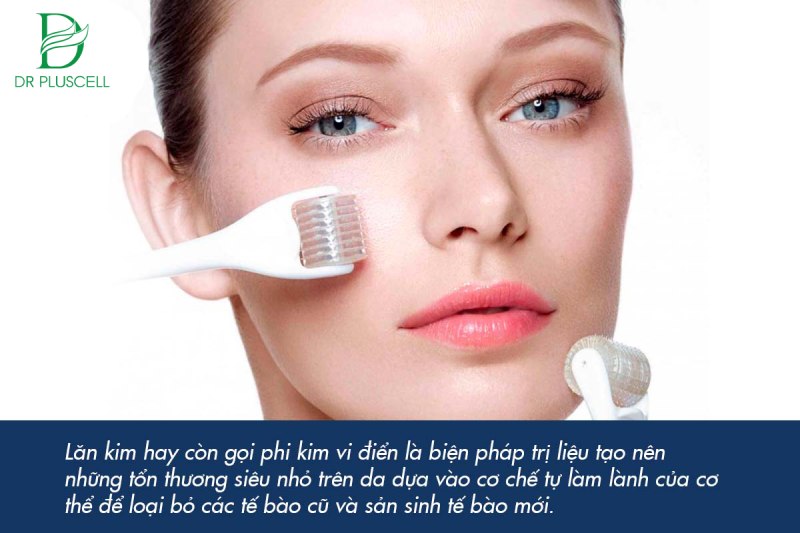 DR PLUSCELL
Lăn kim hay còn gọi phi kim vi điển là biện pháp trị liệu tạo nên
những tổn thương siêu nhỏ trên da dựa vào cơ chế tự làm lành của cơ
thể để loại bỏ các tế bào cũ và sản sinh tế bào mới.